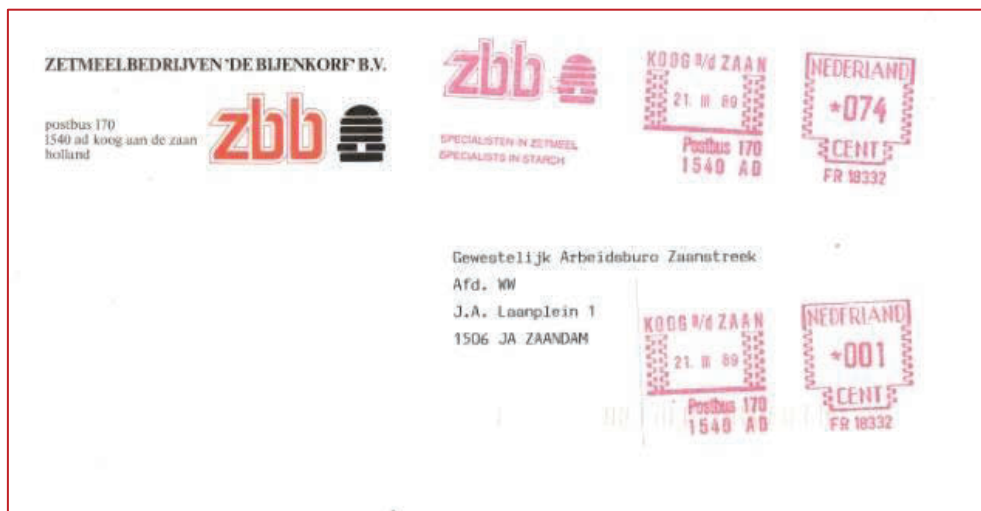 ZETMEELBEDRIJVEN 'DE BIJENKORF' B.V.
postbus 170
1540 ad koog aan de zaan
holland
zbb
zbb
SPECIALISTEN IN ZETMEEL
SPECIALISTS IN STARCH
KOOG a/d ZAAN
21. III 89
Postbus 170
1540 AD
NEDERLAND
*074
CENT
FR 18332
Gewestelijk Arbeidsburo Zaanstreek
Afd. WW
J.A. Laanplein 1
1506 JA ZAANDAM
KOOG a/d ZAAN
21. III 89
Postbus 170
1540 AD
NEDERLAND
*001
CENT
FR 18332